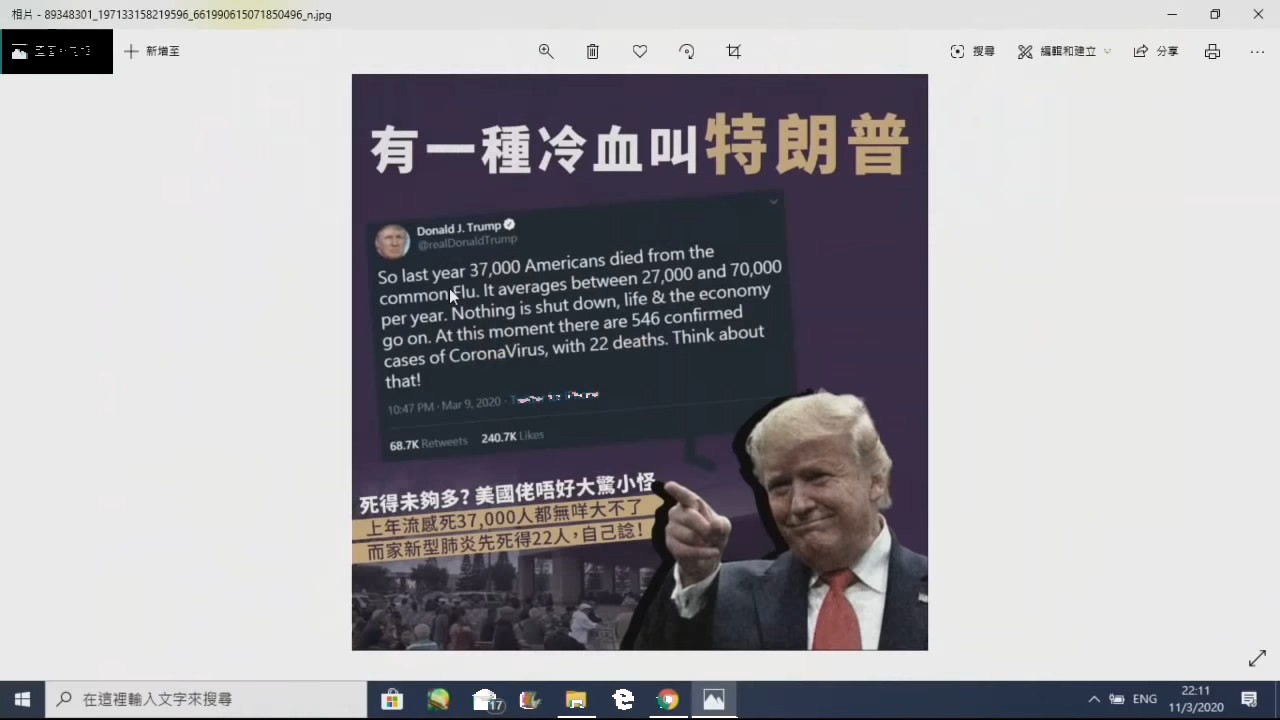 相片 - 89348301_197133158219596_661990615071850496_n.jpg
新增至
搜尋
編輯和建立
分享
有一種冷血叫特朗普
Donald J. Trump
@realDonaldTrump
So last year 37,000 Americans died from the
common Flu. It averages between 27,000 and 70,000
per year. Nothing is shut down, life & the economy
go on. At this moment there are 546 confirmed
cases of CoronaVirus, with 22 deaths. Think about
that!
10:47 PM · Mar 9, 2020 ·
68.7K Retweets 240.7K Likes
死得未夠多? 美國佬唔好大驚小怪
上年流感死37,000人都無咩大不了
而家新型肺炎先死得22人，自己諗!
在這裡輸入文字來搜尋
17
ENG
22:11
11/3/2020